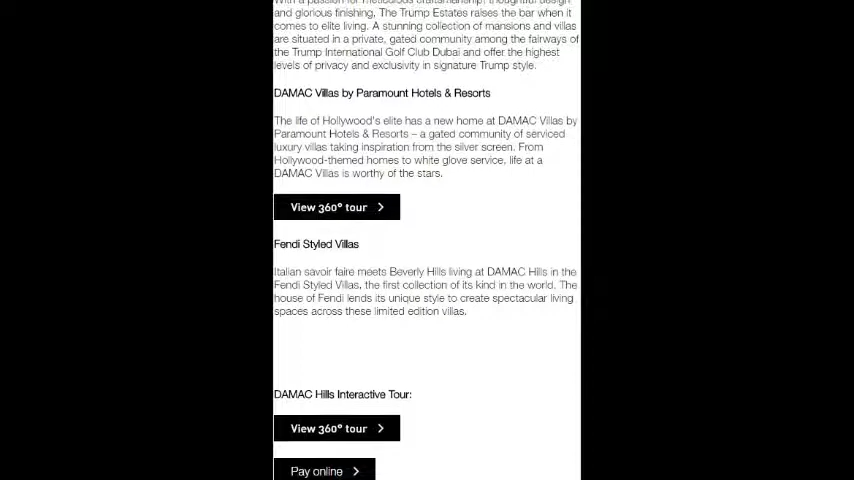 With a passion for meticulous craftsmanship, thoughtful design
and glorious finishing, The Trump Estates raises the bar when it
comes to elite living. A stunning collection of mansions and villas
are situated in a private, gated community among the fairways of
the Trump International Golf Club Dubai and offer the highest
levels of privacy and exclusivity in signature Trump style.
DAMAC Villas by Paramount Hotels & Resorts
The life of Hollywood's elite has a new home at DAMAC Villas by
Paramount Hotels & Resorts – a gated community of serviced
luxury villas taking inspiration from the silver screen. From
Hollywood-themed homes to white glove service, life at a
DAMAC Villas is worthy of the stars.
View 360° tour
Fendi Styled Villas
Italian savoir faire meets Beverly Hills living at DAMAC Hills in the
Fendi Styled Villas, the first collection of its kind in the world. The
house of Fendi lends its unique style to create spectacular living
spaces across these limited edition villas.
DAMAC Hills Interactive Tour:
View 360° tour
Pay online